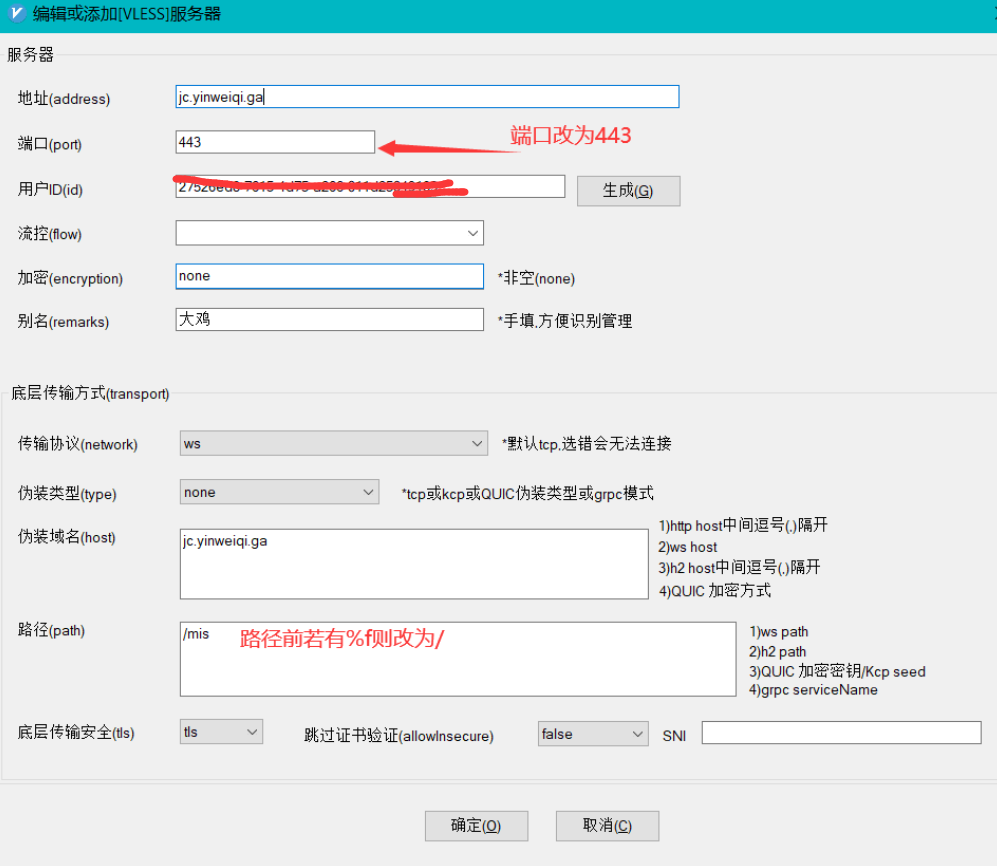 编辑或添加[VLESS]服务器
服务器
地址(address)
jc.yinweiqi.ga
端口(port)
443
端口改为443
用户ID(id)
生成(G)
流控(flow)
加密(encryption)
none
*非空(none)
别名(remarks)
大鸡
*手填,方便识别管理
底层传输方式(transport)
传输协议(network)
ws
*默认tcp,选错会无法连接
伪装类型(type)
none
*tcp或kcp或QUIC伪装类型或grpc模式
伪装域名(host)
jc.yinweiqi.ga
1)http host中间逗号(,)隔开
2)ws host
3)h2 host中间逗号(,)隔开
4)QUIC 加密方式
路径(path)
/mis
路径前若有%f则改为/
1)ws path
2)h2 path
3)QUIC 加密密钥/Kcp seed
4)grpc serviceName
底层传输安全(tls)
tls
跳过证书验证(allowInsecure)
false
SNI
确定(O)
取消(C)